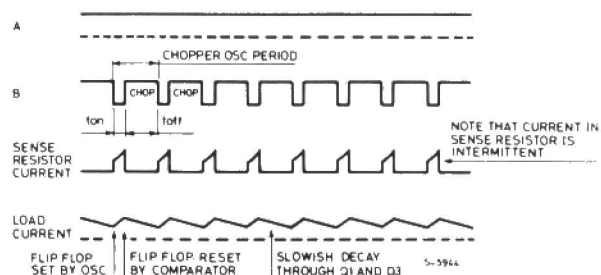 A
CHOPPER OSC PERIOD
B
CHOP CHOP
ton toff
SENSE
RESISTOR
CURRENT
NOTE THAT CURRENT IN
SENSE RESISTOR IS
INTERMITTENT
LOAD
CURRENT
FLIP FLOP
SET BY OSC
FLIP FLOP RESET
BY COMPARATOR
SLOWISH DECAY
THROUGH Q1 AND D3
S-5944